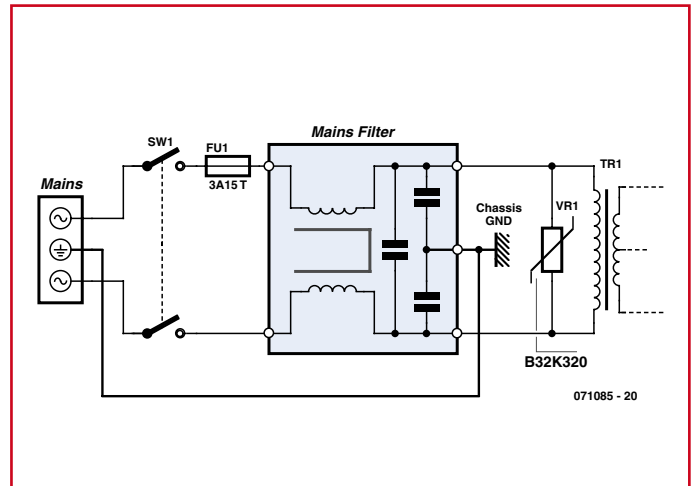 Mains Filter
SW1
FU1
3A15 T
TR1
Mains
Chassis
GND
VR1
B32K320
071085 - 20